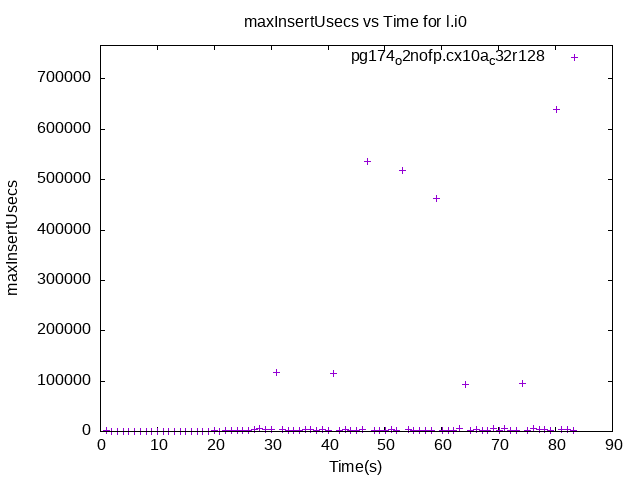 maxInsertUsecs vs Time for l.i0
pg174o2nofp.cx10ac32r128
700000
600000
500000
400000
300000
200000
100000
0
maxInsertUsecs
0 10 20 30 40 50 60 70 80 90
Time(s)